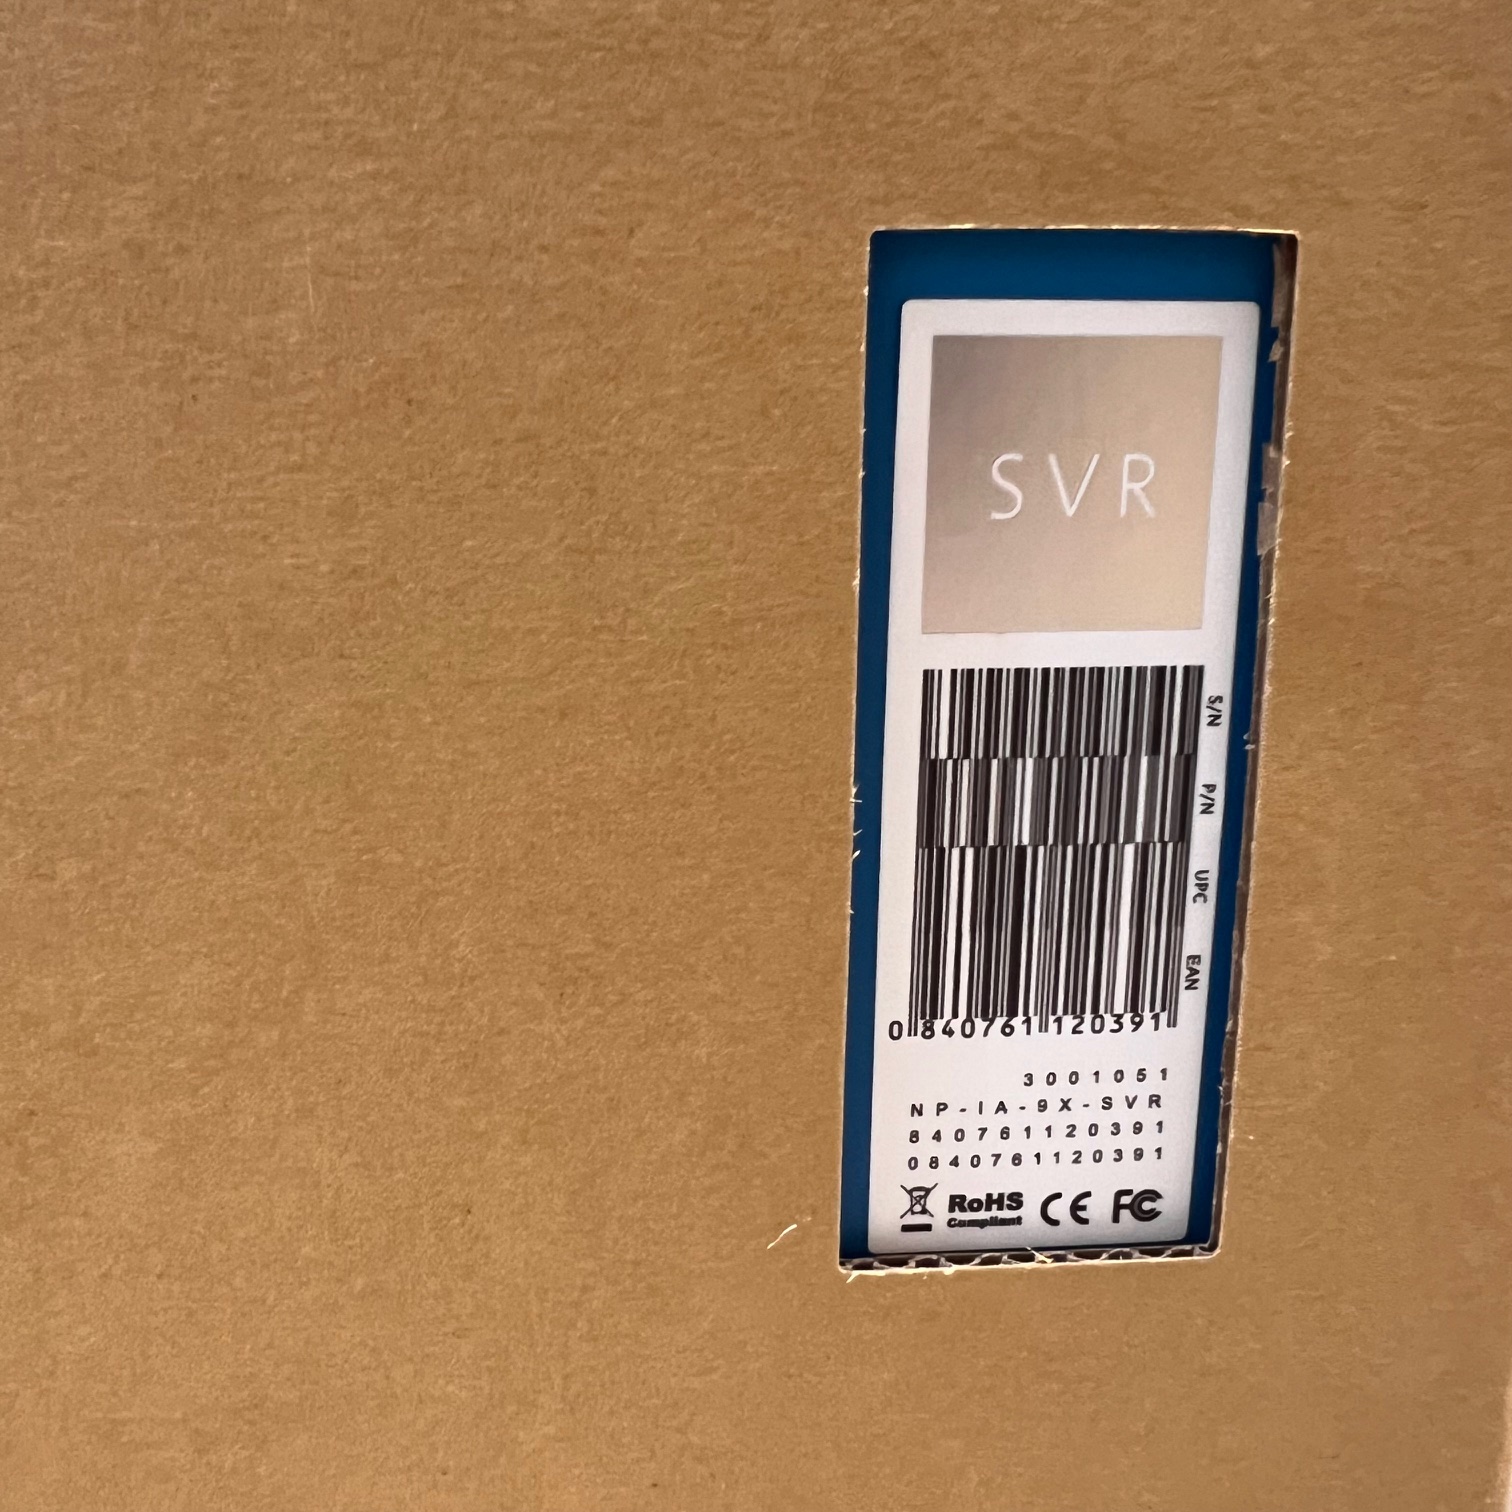 SVR
S/N
P/N
UPC
EAN
0 840761 120391
3001051
NP-IA-9X-SVR
840761120391
0840761120391
RoHS
Compliant
CE FC